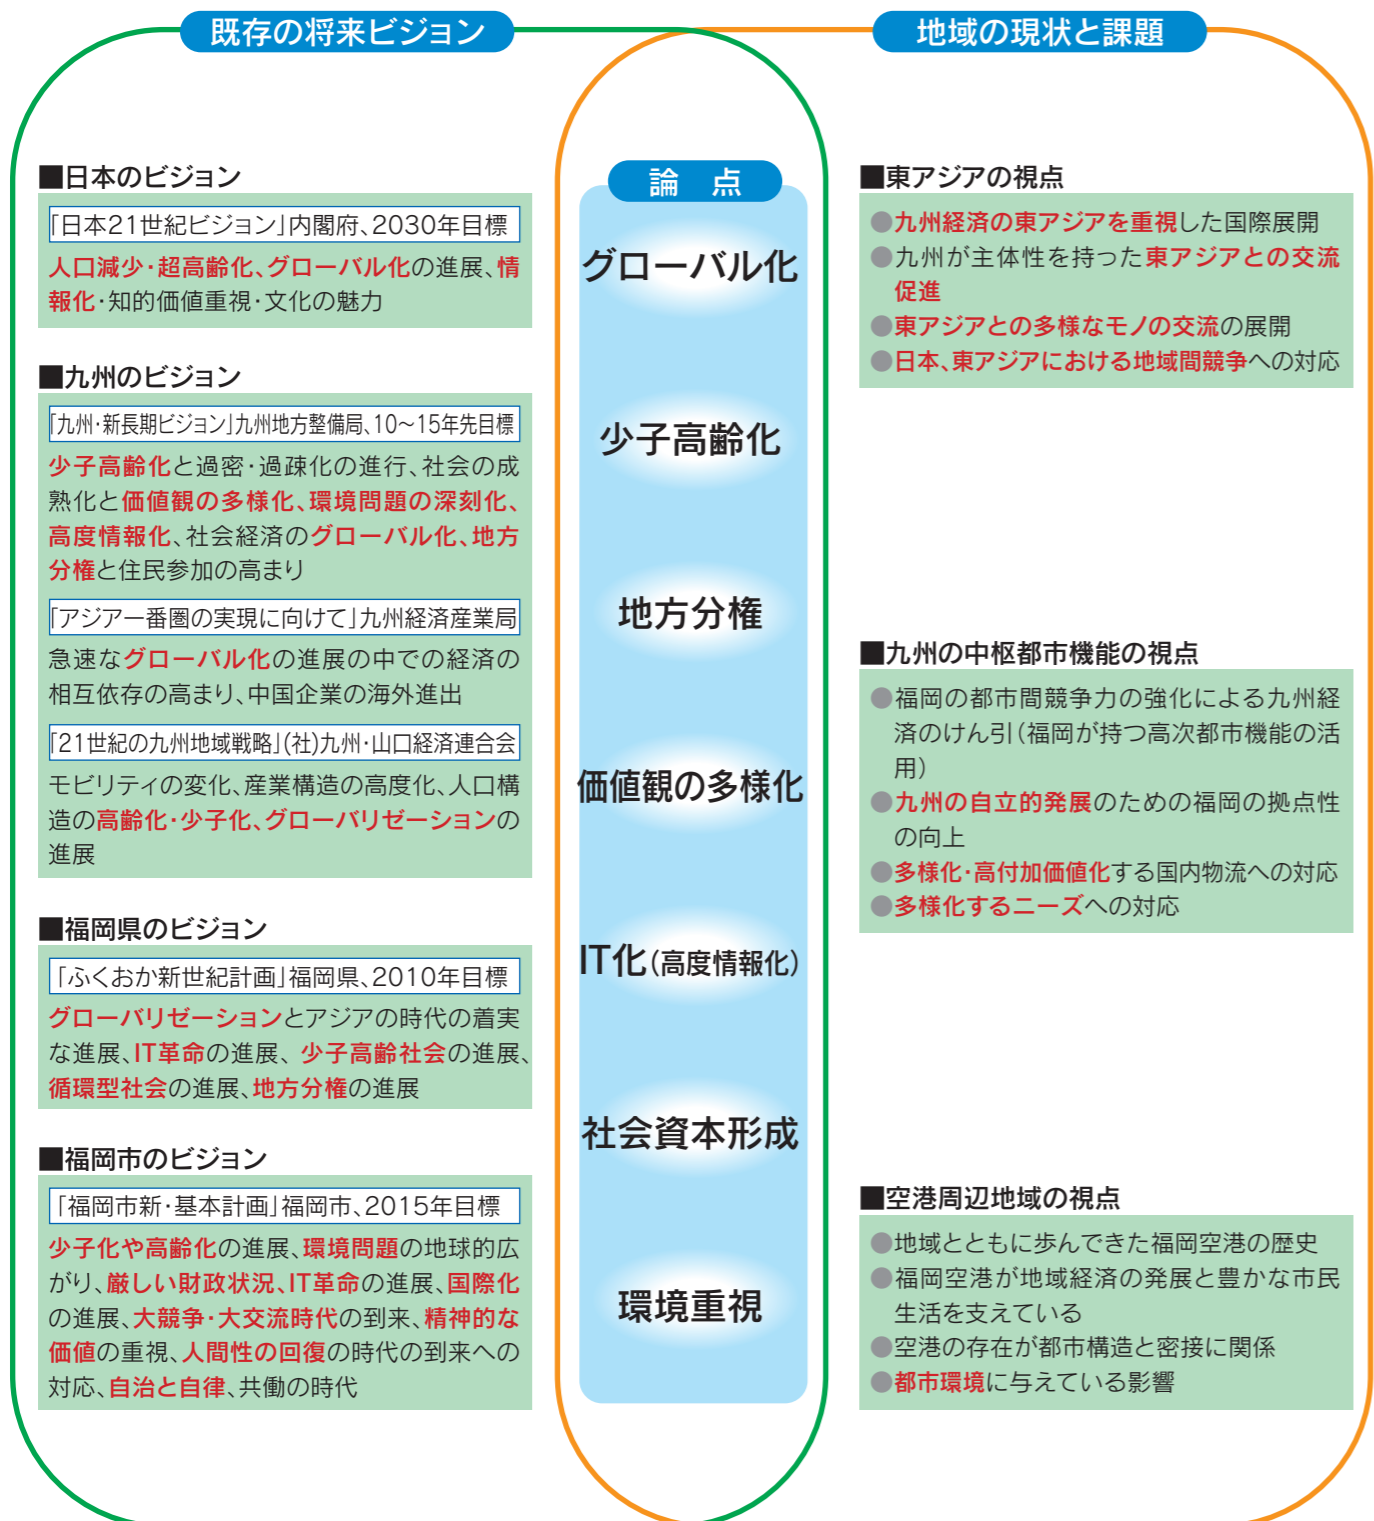 既存の将来ビジョン
■日本のビジョン
「日本21世紀ビジョン」内閣府、2030年目標
人口減少・超高齢化、グローバル化の進展、情
報化・知的価値重視・文化の魅力
■九州のビジョン
「九州・新長期ビジョン」九州地方整備局、10～15年先目標
少子高齢化と過密・過疎化の進行、社会の成
熟化と価値観の多様化、環境問題の深刻化、
高度情報化、社会経済のグローバル化、地方
分権と住民参加の高まり
「アジア一番圏の実現に向けて」九州経済産業局
急速なグローバル化の進展の中での経済の
相互依存の高まり、中国企業の海外進出
「21世紀の九州地域戦略」(社)九州・山口経済連合会
モビリティの変化、産業構造の高度化、人口構
造の高齢化・少子化、グローバリゼーションの
進展
■福岡県のビジョン
「ふくおか新世紀計画」福岡県、2010年目標
グローバリゼーションとアジアの時代の着実
な進展、IT革命の進展、少子高齢社会の進展、
循環型社会の進展、地方分権の進展
■福岡市のビジョン
「福岡市新・基本計画」福岡市、2015年目標
少子化や高齢化の進展、環境問題の地球的広
がり、厳しい財政状況、IT革命の進展、国際化
の進展、大競争・大交流時代の到来、精神的な
価値の重視、人間性の回復の時代の到来への
対応、自治と自律、共働の時代
論　点
グローバル化
少子高齢化
地方分権
価値観の多様化
IT化（高度情報化）
社会資本形成
環境重視
地域の現状と課題
■東アジアの視点
●九州経済の東アジアを重視した国際展開
●九州が主体性を持った東アジアとの交流
促進
●東アジアとの多様なモノの交流の展開
●日本、東アジアにおける地域間競争への対応
■九州の中枢都市機能の視点
●福岡の都市間競争力の強化による九州経
済のけん引（福岡が持つ高次都市機能の活
用）
●九州の自立的発展のための福岡の拠点性
の向上
●多様化・高付加価値化する国内物流への対応
●多様化するニーズへの対応
■空港周辺地域の視点
●地域とともに歩んできた福岡空港の歴史
●福岡空港が地域経済の発展と豊かな市民
生活を支えている
●空港の存在が都市構造と密接に関係
●都市環境に与えている影響